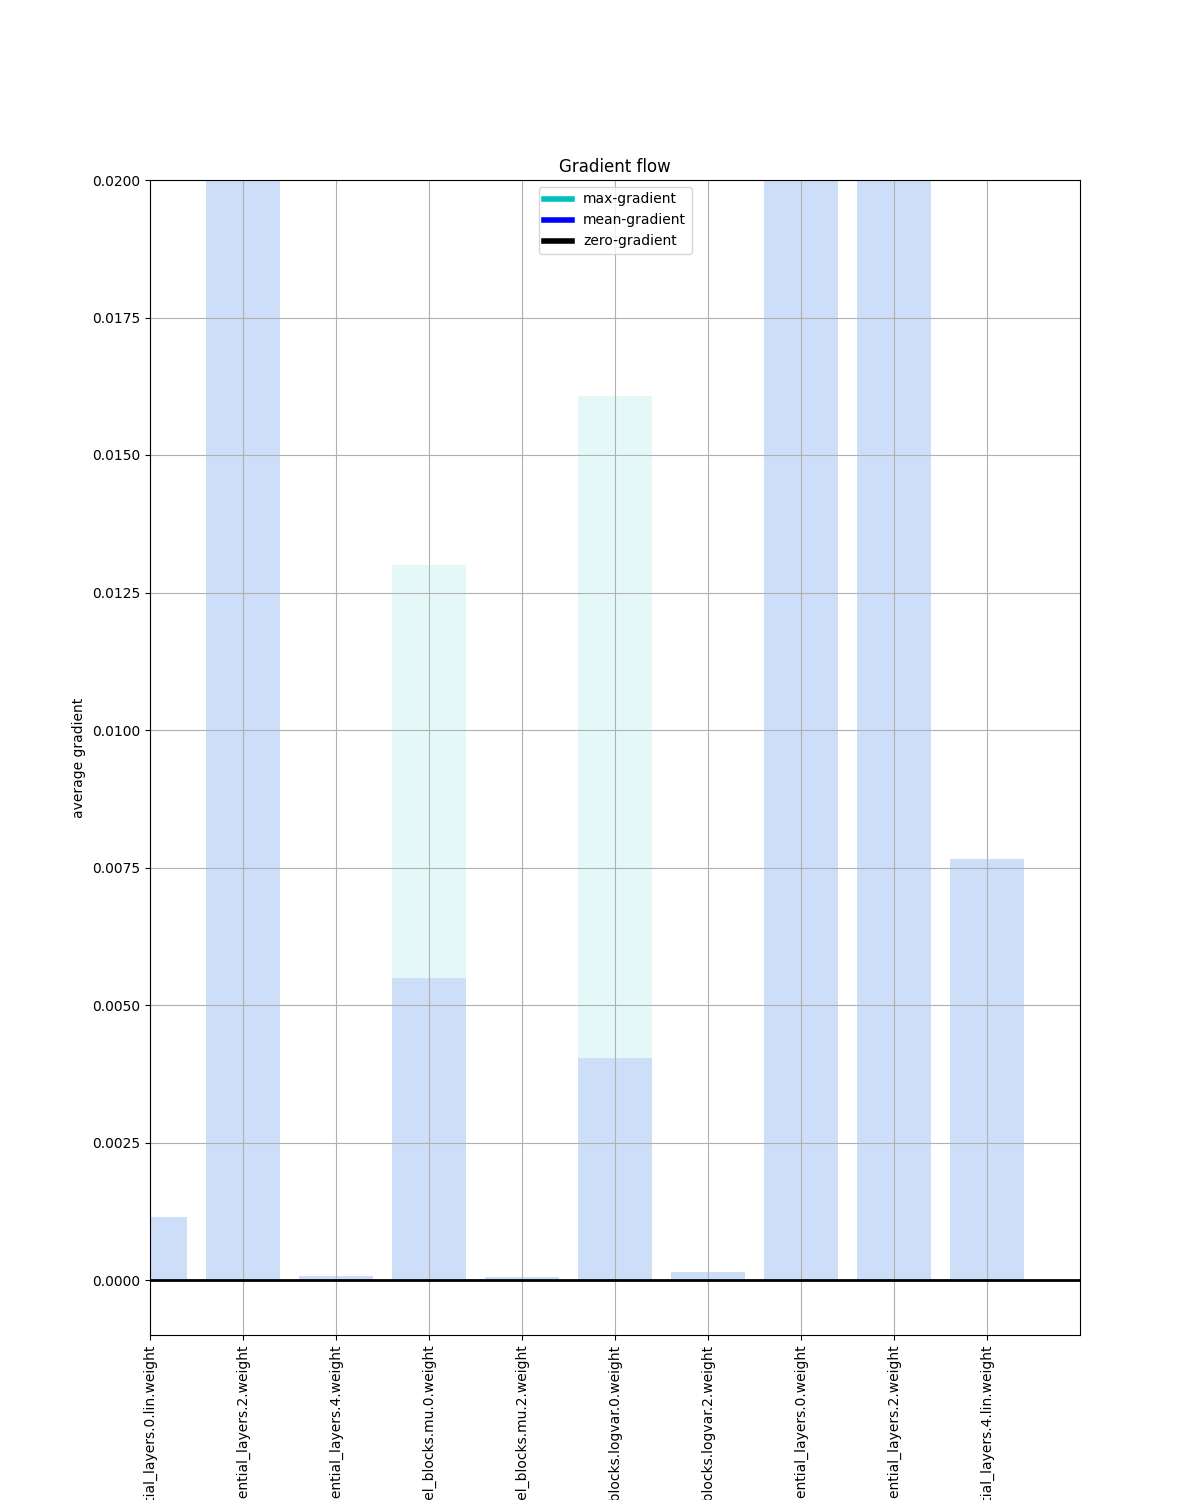 Gradient flow
max-gradient
mean-gradient
zero-gradient
0.0200
0.0175
0.0150
0.0125
0.0100
0.0075
0.0050
0.0025
0.0000
average gradient
tial_layers.0.lin.weight
ential_layers.2.weight
ential_layers.4.weight
el_blocks.mu.0.weight
el_blocks.mu.2.weight
blocks.logvar.0.weight
blocks.logvar.2.weight
ential_layers.0.weight
ential_layers.2.weight
tial_layers.4.lin.weight